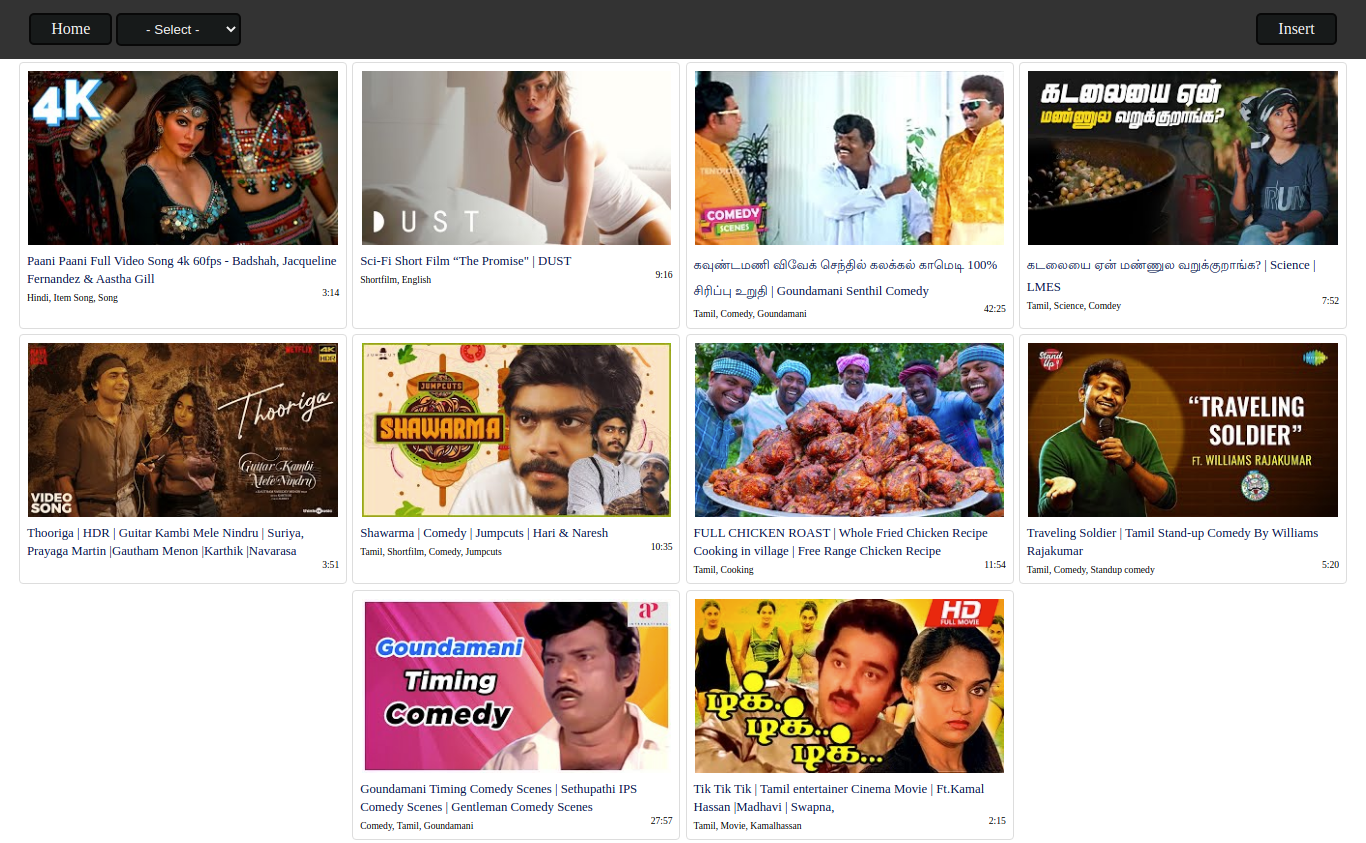 Home
- Select -
Insert
4K
Paani Paani Full Video Song 4k 60fps - Badshah, Jacqueline
Fernandez & Aastha Gill
3:14
Hindi, Item Song, Song
DUST
Sci-Fi Short Film “The Promise" | DUST
9:16
Shortfilm, English
COMEDY
SCENES
கவுண்டமணி விவேக் செந்தில் கலக்கல் காமெடி 100%
சிரிப்பு உறுதி | Goundamani Senthil Comedy
42:25
Tamil, Comedy, Goundamani
கடலையை ஏன்
மண்ணுல வறுக்குறாங்க?
RUN
கடலையை ஏன் மண்ணுல வறுக்குறாங்க? | Science |
LMES
7:52
Tamil, Science, Comdey
NETFLIX
4K
HDR
Thooriga
Guitar Kambi
Mele Nindru
VIDEO
SONG
Thooriga | HDR | Guitar Kambi Mele Nindru | Suriya,
Prayaga Martin |Gautham Menon |Karthik |Navarasa
3:51
JUMPCUTS
JUMPCUTS
SHAWARMA
Shawarma | Comedy | Jumpcuts | Hari & Naresh
10:35
Tamil, Shortfilm, Comedy, Jumpcuts
FULL CHICKEN ROAST | Whole Fried Chicken Recipe
Cooking in village | Free Range Chicken Recipe
11:54
Tamil, Cooking
Stand
Up!
“TRAVELING
SOLDIER”
FT. WILLIAMS RAJAKUMAR
Traveling Soldier | Tamil Stand-up Comedy By Williams
Rajakumar
5:20
Tamil, Comedy, Standup comedy
AP
INTERNATIONAL
Goundamani
Timing
Comedy
Goundamani Timing Comedy Scenes | Sethupathi IPS
Comedy Scenes | Gentleman Comedy Scenes
27:57
Comedy, Tamil, Goundamani
HD
FULL MOVIE
டிக்.
டிக்..
டிக்...
Tik Tik Tik | Tamil entertainer Cinema Movie | Ft.Kamal
Hassan |Madhavi | Swapna,
2:15
Tamil, Movie, Kamalhassan